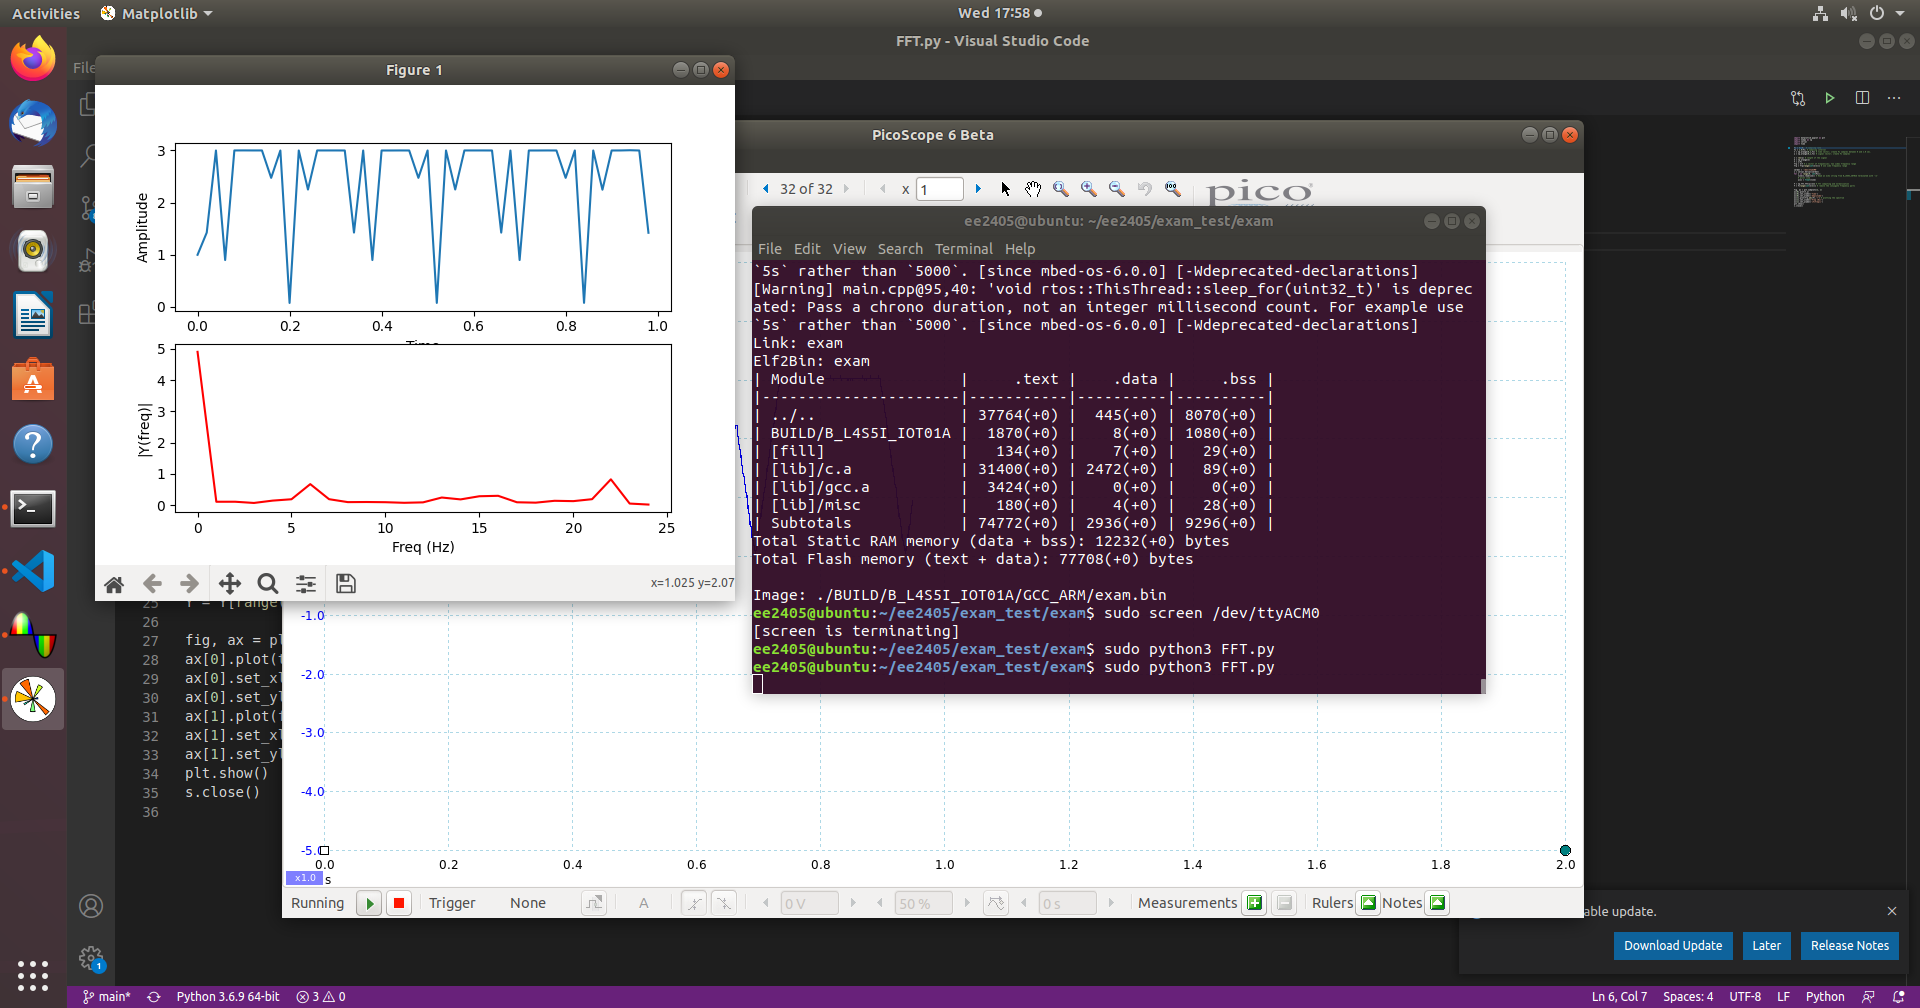 Activities
Matplotlib
Wed 17:58
FFT.py - Visual Studio Code
File
Figure 1
3
2
1
0
Amplitude
0.0 0.2 0.4 0.6 0.8 1.0
5
4
3
2
1
0
|Y(freq)|
0 5 10 15 20 25
Freq (Hz)
x=1.025 y=2.07
PicoScope 6 Beta
32 of 32
x 1
pico
ee2405@ubuntu: ~/ee2405/exam_test/exam
File Edit View Search Terminal Help
`5s` rather than `5000`. [since mbed-os-6.0.0] [-Wdeprecated-declarations]
[Warning] main.cpp@95,40: 'void rtos::ThisThread::sleep_for(uint32_t)' is deprec
ated: Pass a chrono duration, not an integer millisecond count. For example use
`5s` rather than `5000`. [since mbed-os-6.0.0] [-Wdeprecated-declarations]
Link: exam
Elf2Bin: exam
| Module | .text | .data | .bss |
|----------------------|-----------|----------|----------|
| ../.. | 37764(+0) | 445(+0) | 8070(+0) |
| BUILD/B_L4S5I_IOT01A | 1870(+0) | 8(+0) | 1080(+0) |
| [fill] | 134(+0) | 7(+0) | 29(+0) |
| [lib]/c.a | 31400(+0) | 2472(+0) | 89(+0) |
| [lib]/gcc.a | 3424(+0) | 0(+0) | 0(+0) |
| [lib]/misc | 180(+0) | 4(+0) | 28(+0) |
| Subtotals | 74772(+0) | 2936(+0) | 9296(+0) |
Total Static RAM memory (data + bss): 12232(+0) bytes
Total Flash memory (text + data): 77708(+0) bytes
Image: ./BUILD/B_L4S5I_IOT01A/GCC_ARM/exam.bin
ee2405@ubuntu:~/ee2405/exam_test/exam$ sudo screen /dev/ttyACM0
[screen is terminating]
ee2405@ubuntu:~/ee2405/exam_test/exam$ sudo python3 FFT.py
ee2405@ubuntu:~/ee2405/exam_test/exam$ sudo python3 FFT.py
26
27 fig, ax = pl
28 ax[0].plot(
29 ax[0].set_xl
30 ax[0].set_yl
31 ax[1].plot(
32 ax[1].set_xl
33 ax[1].set_yl
34 plt.show()
35 s.close()
36
-1.0
-2.0
-3.0
-4.0
-5.0
0.0 0.2 0.4 0.6 0.8 1.0 1.2 1.4 1.6 1.8 2.0
x1.0 s
Running Trigger None A 0 V 50 % 0 s Measurements Rulers Notes
able update.
Download Update Later Release Notes
1
main* Python 3.6.9 64-bit 3 0
Ln 6, Col 7 Spaces: 4 UTF-8 LF Python